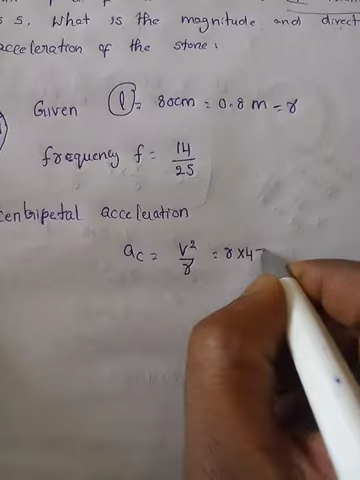 s s. What is the magnitude and direct
acceleration of the stone.
Given l = 80cm = 0.8 m = r
frequency f = 14/25
centripetal acceleration
ac = v²/r = r×4